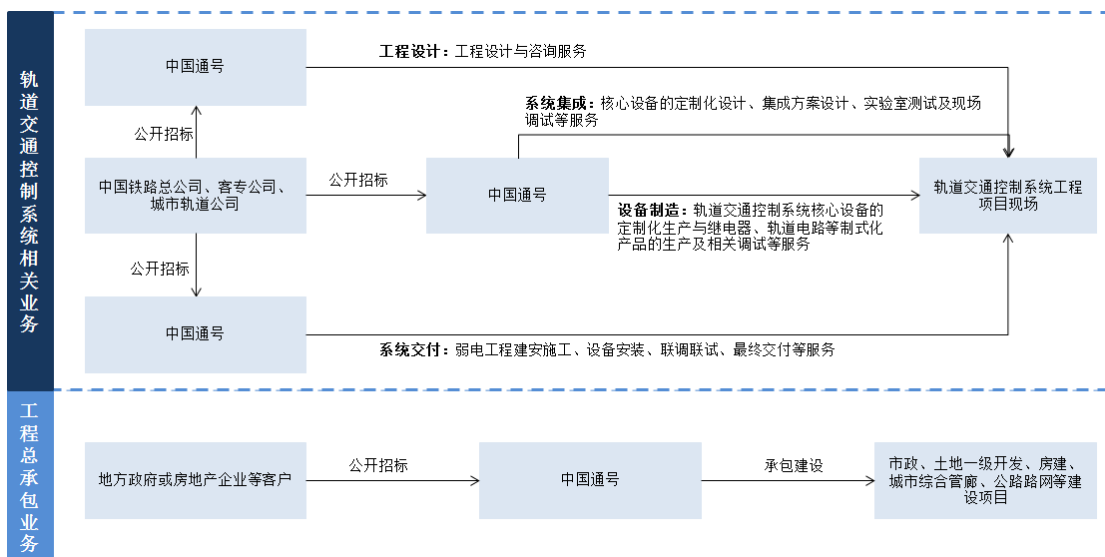 轨道交通控制系统相关业务
中国通号
工程设计：工程设计与咨询服务
系统集成：核心设备的定制化设计、集成方案设计、实验室测试及现场
调试等服务
公开招标
中国铁路总公司、客专公司、
城市轨道公司
公开招标
中国通号
轨道交通控制系统工程
项目现场
设备制造：轨道交通控制系统核心设备的
定制化生产与继电器、轨道电路等制式化
产品的生产及相关调试等服务
公开招标
中国通号
系统交付：弱电工程建安施工、设备安装、联调联试、最终交付等服务
工程总承包业务
地方政府或房地产企业等客户
公开招标
中国通号
承包建设
市政、土地一级开发、房建、
城市综合管廊、公路路网等建
设项目